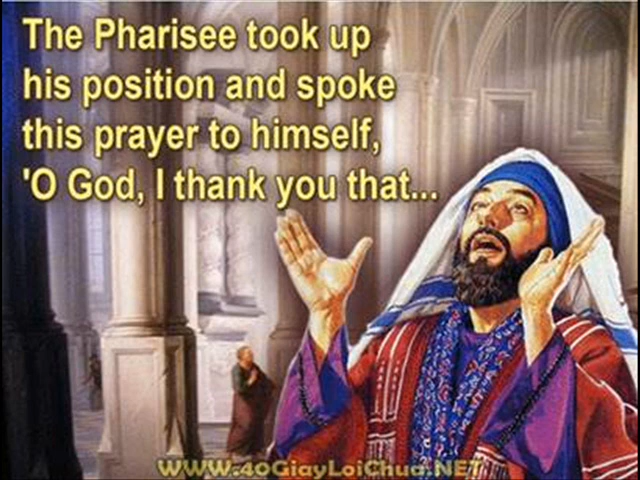 The Pharisee took up
his position and spoke
this prayer to himself,
'O God, I thank you that...
WWW.40GiayLoiChua.NET